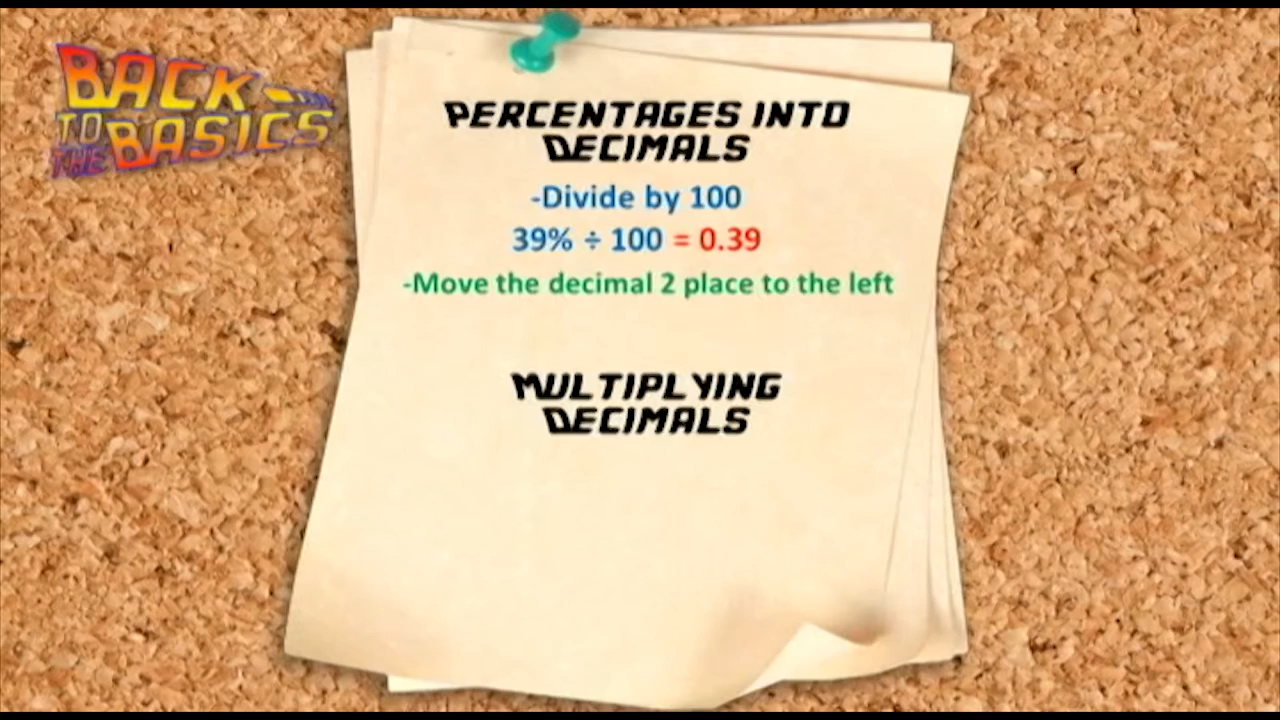 BACK
TO BASICS
THE
PERCENTAGES INTO
DECIMALS
-Divide by 100
39% ÷ 100 = 0.39
-Move the decimal 2 place to the left
MULTIPLYING
DECIMALS